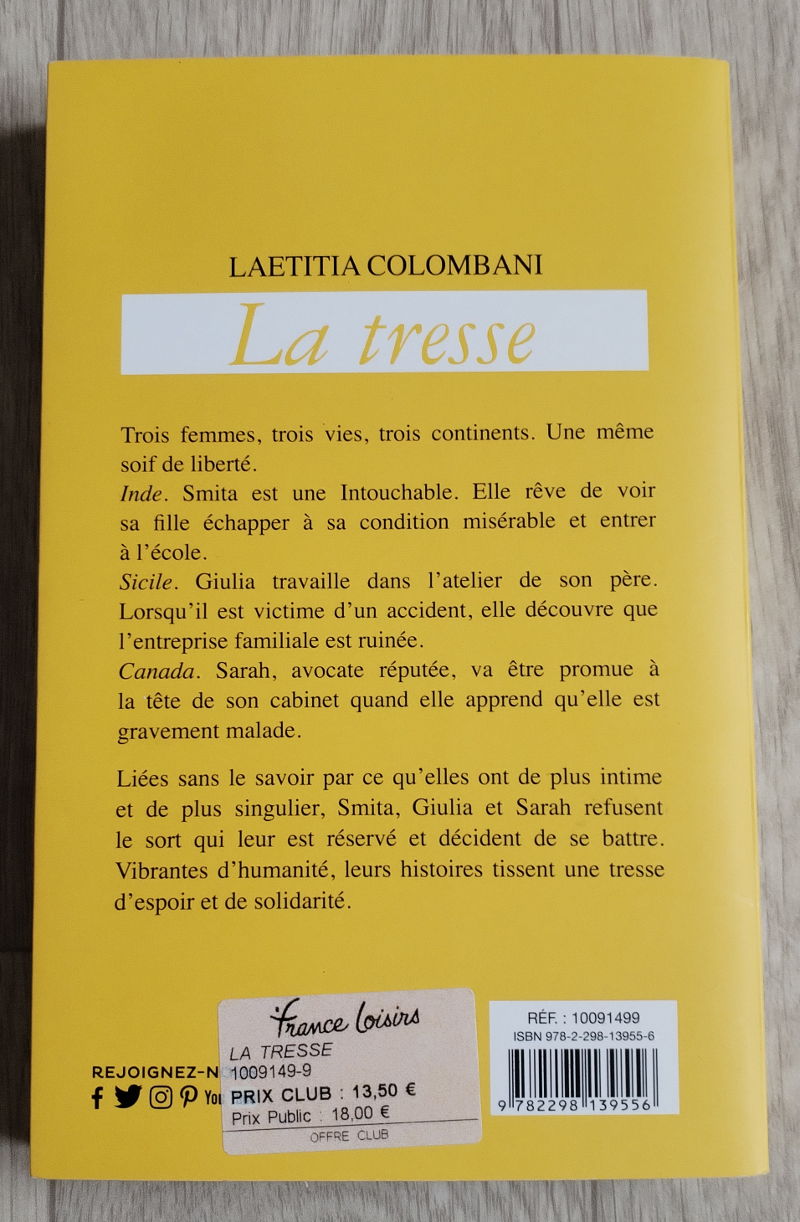 LAETITIA COLOMBANI
La tresse
Trois femmes, trois vies, trois continents. Une même
soif de liberté.
Inde. Smita est une Intouchable. Elle rêve de voir
sa fille échapper à sa condition misérable et entrer
à l'école.
Sicile. Giulia travaille dans l'atelier de son père.
Lorsqu'il est victime d'un accident, elle découvre que
l'entreprise familiale est ruinée.
Canada. Sarah, avocate réputée, va être promue à
la tête de son cabinet quand elle apprend qu'elle est
gravement malade.
Liées sans le savoir par ce qu'elles ont de plus intime
et de plus singulier, Smita, Giulia et Sarah refusent
le sort qui leur est réservé et décident de se battre.
Vibrantes d'humanité, leurs histoires tissent une tresse
d'espoir et de solidarité.
REJOIGNEZ-N
You
france loisirs
LA TRESSE
1009149-9
PRIX CLUB : 13,50 €
Prix Public : 18,00 €
OFFRE CLUB
RÉF. : 10091499
ISBN 978-2-298-13955-6
9 782298 139556